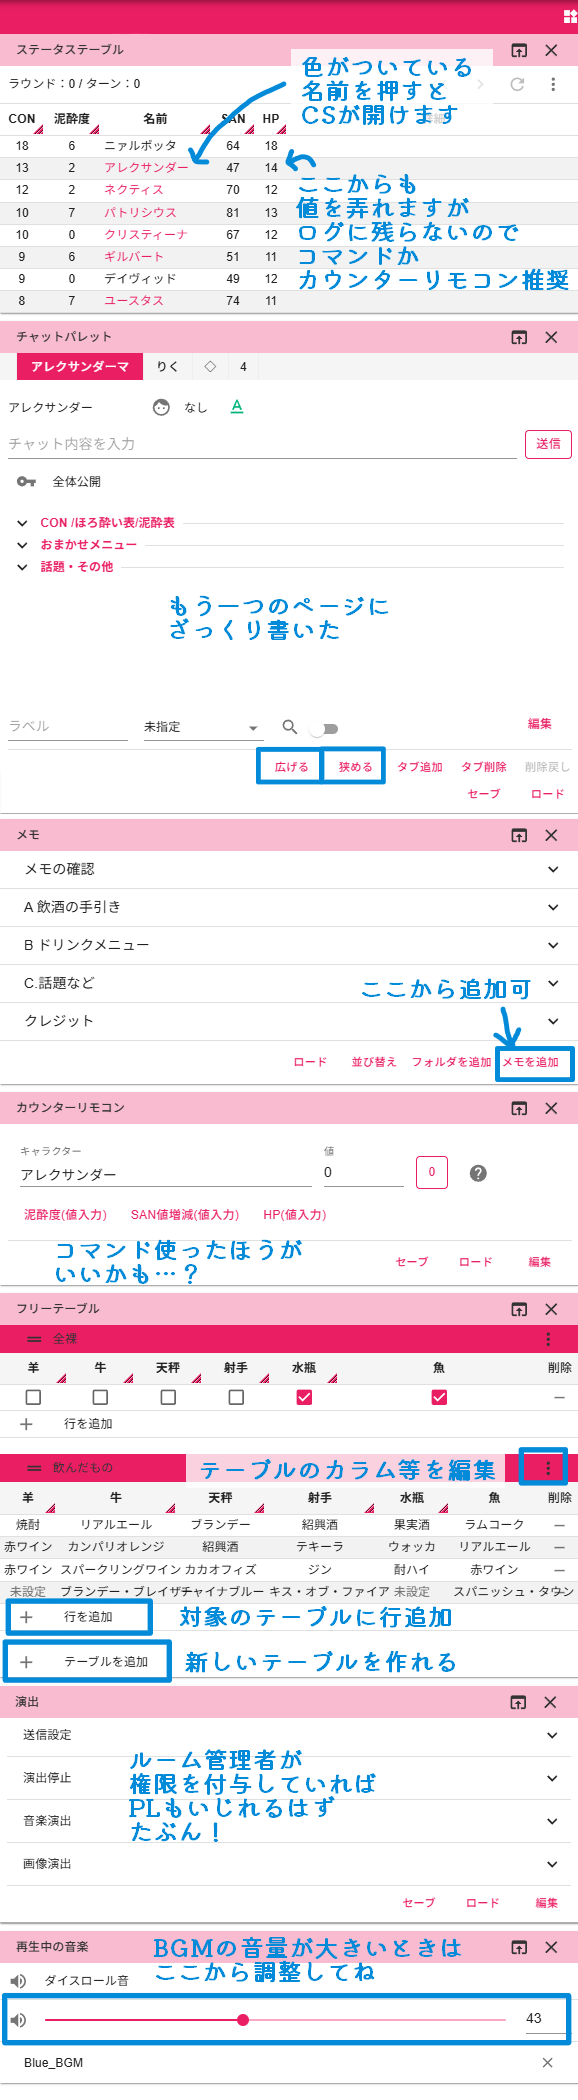 ステータステーブル
ラウンド：0 / ターン：0
色がついている
名前を押すと
CSが開けます
CON 泥酔度 名前 SAN HP
18 6 ニァルポッタ 64 18
13 2 アレクサンダー 47 14
12 2 ネクティス 70 12
10 7 パトリシウス 81 13
10 0 クリスティーナ 67 12
9 6 ギルバート 51 11
9 0 デイヴィッド 49 12
8 7 ユースタス 74 11
ここからも
値を弄れますが
ログに残らないので
コマンドか
カウンターリモコン推奨
チャットパレット
アレクサンダーマ りく ◇ 4
アレクサンダー なし A
チャット内容を入力 送信
全体公開
CON /ほろ酔い表/泥酔表
おまかせメニュー
話題・その他
もう一つのページに
ざっくり書いた
ラベル 未指定 編集
広げる 狭める タブ追加 タブ削除 削除戻し
セーブ ロード
メモ
メモの確認
A 飲酒の手引き
B ドリンクメニュー
C.話題など
ここから追加可
クレジット
ロード 並び替え フォルダを追加 メモを追加
カウンターリモコン
キャラクター 値
アレクサンダー 0 0
泥酔度(値入力) SAN値増減(値入力) HP(値入力)
コマンド使ったほうが
いいかも…？
セーブ ロード 編集
フリーテーブル
全裸
羊 牛 天秤 射手 水瓶 魚 削除
行を追加
飲んだもの
テーブルのカラム等を編集
羊 牛 天秤 射手 水瓶 魚 削除
焼酎 リアルエール ブランデー 紹興酒 果実酒 ラムコーク
赤ワイン カンパリオレンジ 紹興酒 テキーラ ウォッカ リアルエール
赤ワイン スパークリングワイン カカオフィズ ジン 酎ハイ 赤ワイン
未設定 ブランデー・ブレイザー チャイナブルー キス・オブ・ファイア 未設定 スパニッシュ・タウン
行を追加 対象のテーブルに行追加
テーブルを追加 新しいテーブルを作れる
演出
送信設定
演出停止
音楽演出
画像演出
ルーム管理者が
権限を付与していれば
PLもいじれるはず
たぶん！
セーブ ロード 編集
再生中の音楽
BGMの音量が大きいときは
ここから調整してね
ダイスロール音
43
Blue_BGM